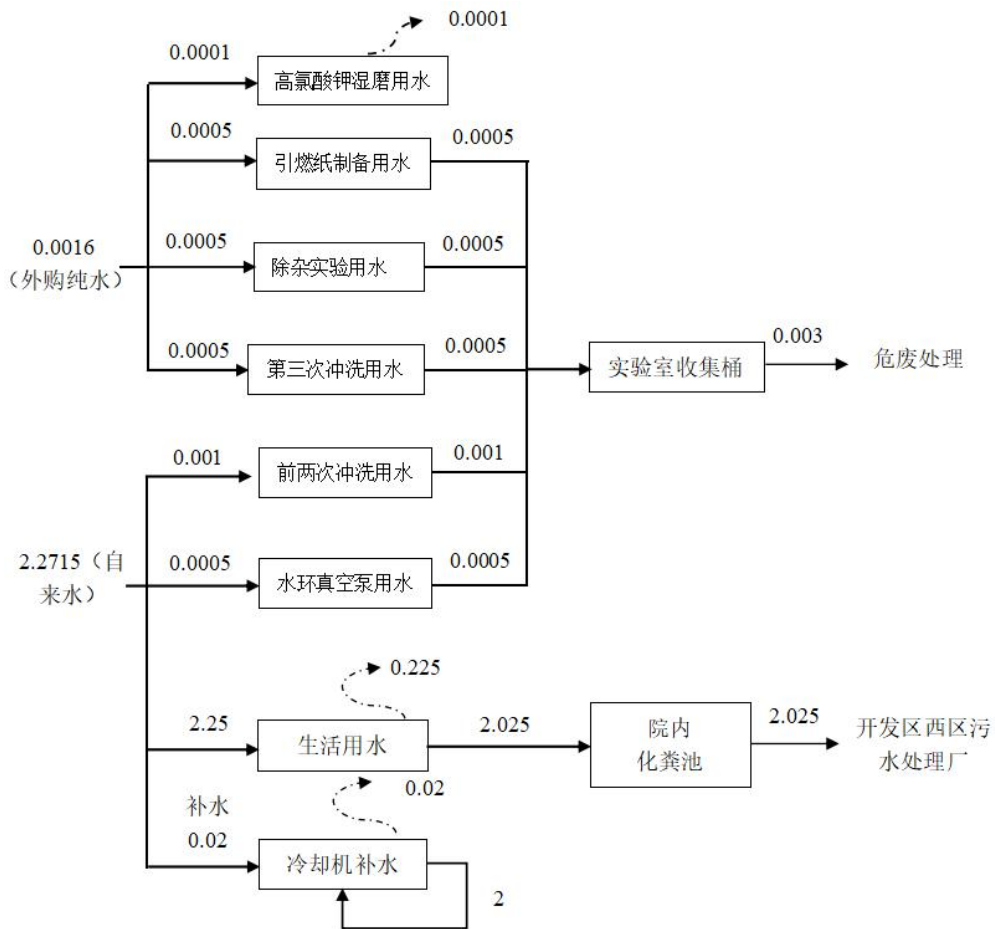 0.0001
0.0001
高氯酸钾湿磨用水
0.0005
引燃纸制备用水
0.0005
0.0016
（外购纯水）
0.0005
除杂实验用水
0.0005
0.0005
第三次冲洗用水
0.0005
实验室收集桶
0.003
危废处理
0.001
前两次冲洗用水
0.001
2.2715（自
来水）
0.0005
水环真空泵用水
0.0005
0.225
2.25
生活用水
2.025
院内
化粪池
2.025
开发区西区污
水处理厂
0.02
补水
0.02
冷却机补水
2